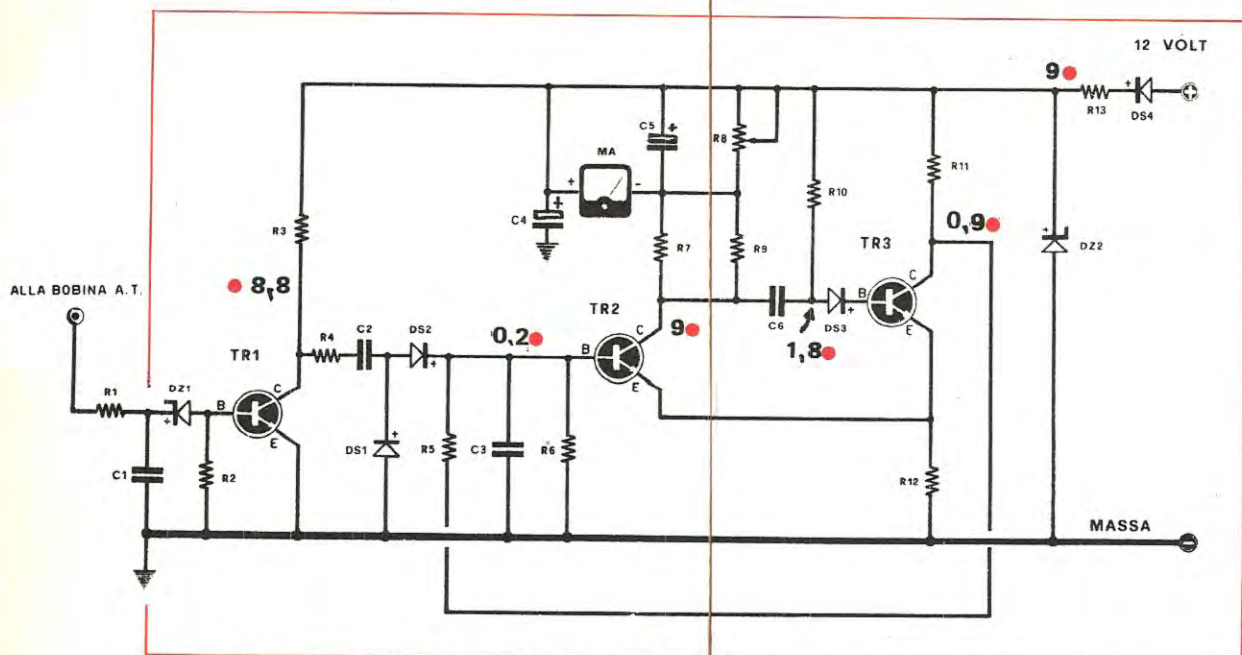 12 VOLT
9
R13
DS4
C5
+
R8
MA
+
-
C4
+
R3
R10
R11
TR3
0,9
+
DZ2
ALLA BOBINA A.T.
8,8
R7
R9
C
B
E
TR2
C6
DS3
+
1,8
9
0,2
C
B
E
TR1
R4
C2
DS2
+
R1
DZ1
+
C
B
E
C1
R2
DS1
+
R5
C3
R6
R12
MASSA